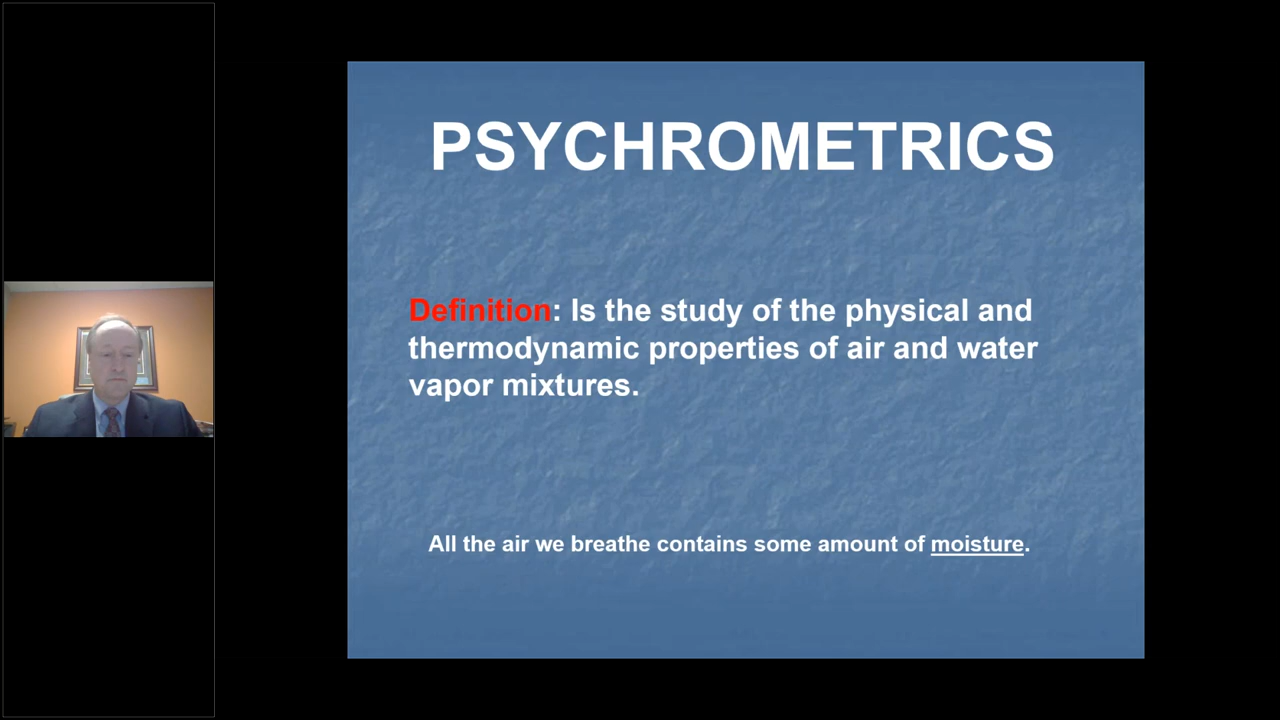 PSYCHROMETRICS
Definition: Is the study of the physical and
thermodynamic properties of air and water
vapor mixtures.
All the air we breathe contains some amount of moisture.